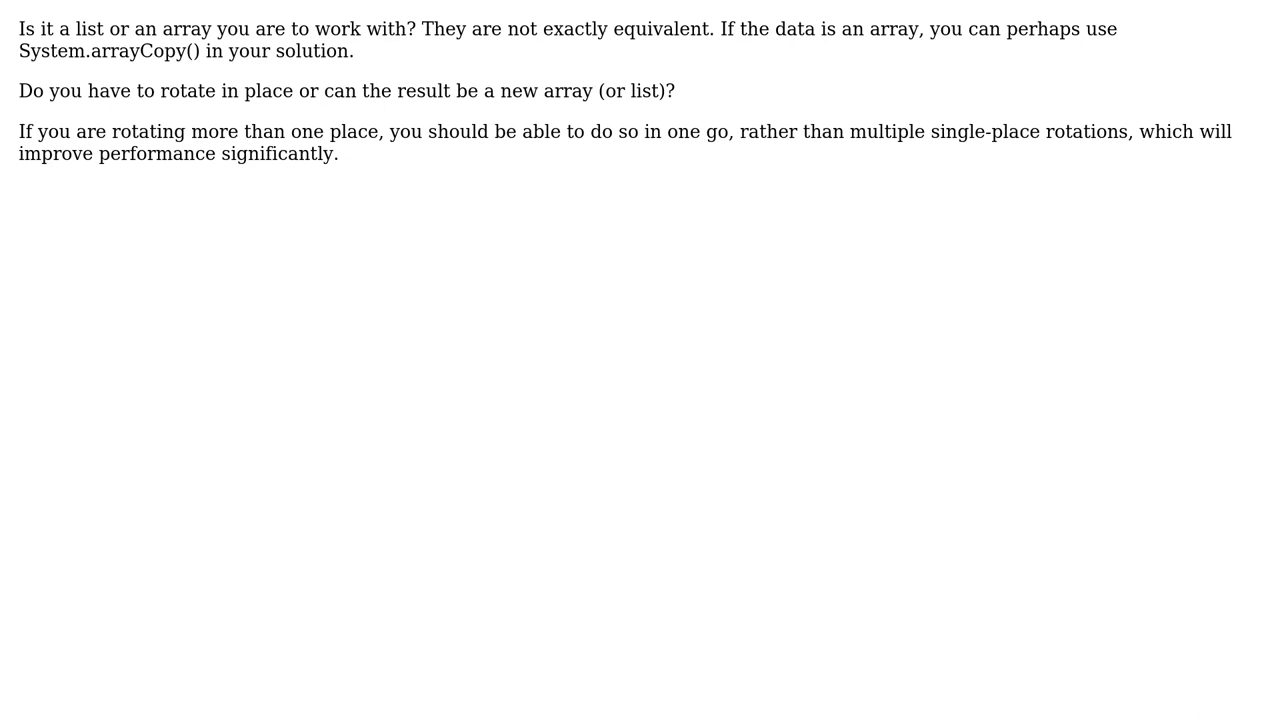 Is it a list or an array you are to work with? They are not exactly equivalent. If the data is an array, you can perhaps use
System.arrayCopy() in your solution.
Do you have to rotate in place or can the result be a new array (or list)?
If you are rotating more than one place, you should be able to do so in one go, rather than multiple single-place rotations, which will
improve performance significantly.